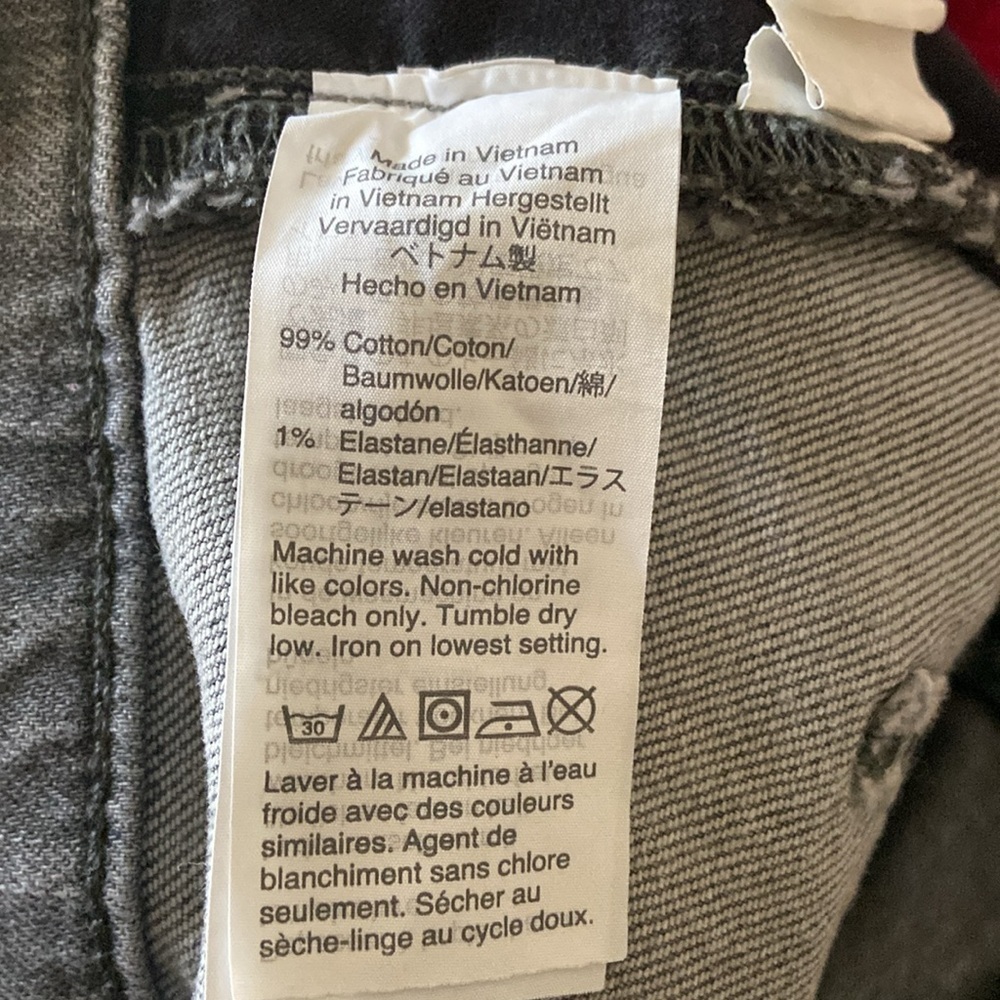 Made in Vietnam
Fabriqué au Vietnam
in Vietnam Hergestellt
Vervaardigd in Viëtnam
ベトナム製
Hecho en Vietnam
99% Cotton/Coton/
Baumwolle/Katoen/綿/
algodón
1% Elastane/Élasthanne/
Elastan/Elastaan/エラス
テーン/elastano
Machine wash cold with
like colors. Non-chlorine
bleach only. Tumble dry
low. Iron on lowest setting.
30
Laver à la machine à l'eau
froide avec des couleurs
similaires. Agent de
blanchiment sans chlore
seulement. Sécher au
sèche-linge au cycle doux.